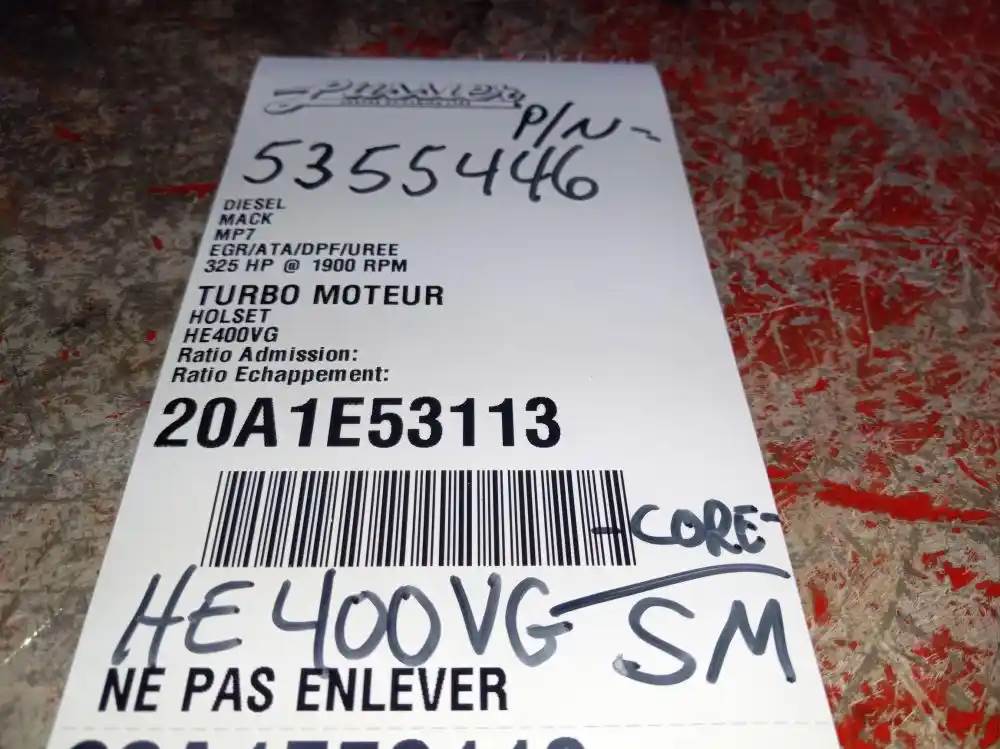 P/N-
5355446
DIESEL
MACK
MP7
EGR/ATA/DPF/UREE
325 HP @ 1900 RPM
TURBO MOTEUR
HOLSET
HE400VG
Ratio Admission:
Ratio Echappement:
20A1E53113
-CORE-
HE400VG SM
NE PAS ENLEVER